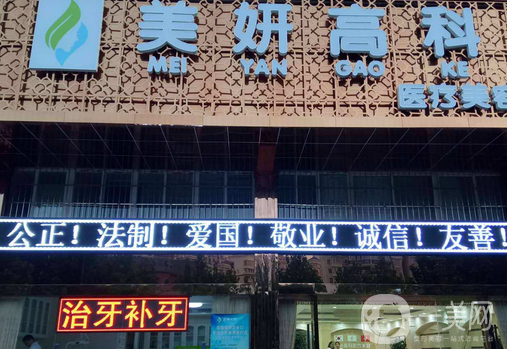 美妍高科
MEI YAN GAO KE
医疗美容
公正！法制！爱国！敬业！诚信！友善！
治牙补牙
美网